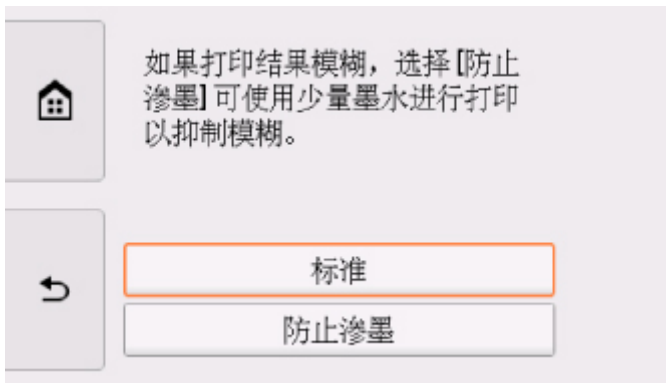 如果打印结果模糊，选择[防止
渗墨]可使用少量墨水进行打印
以抑制模糊。
标准
防止渗墨